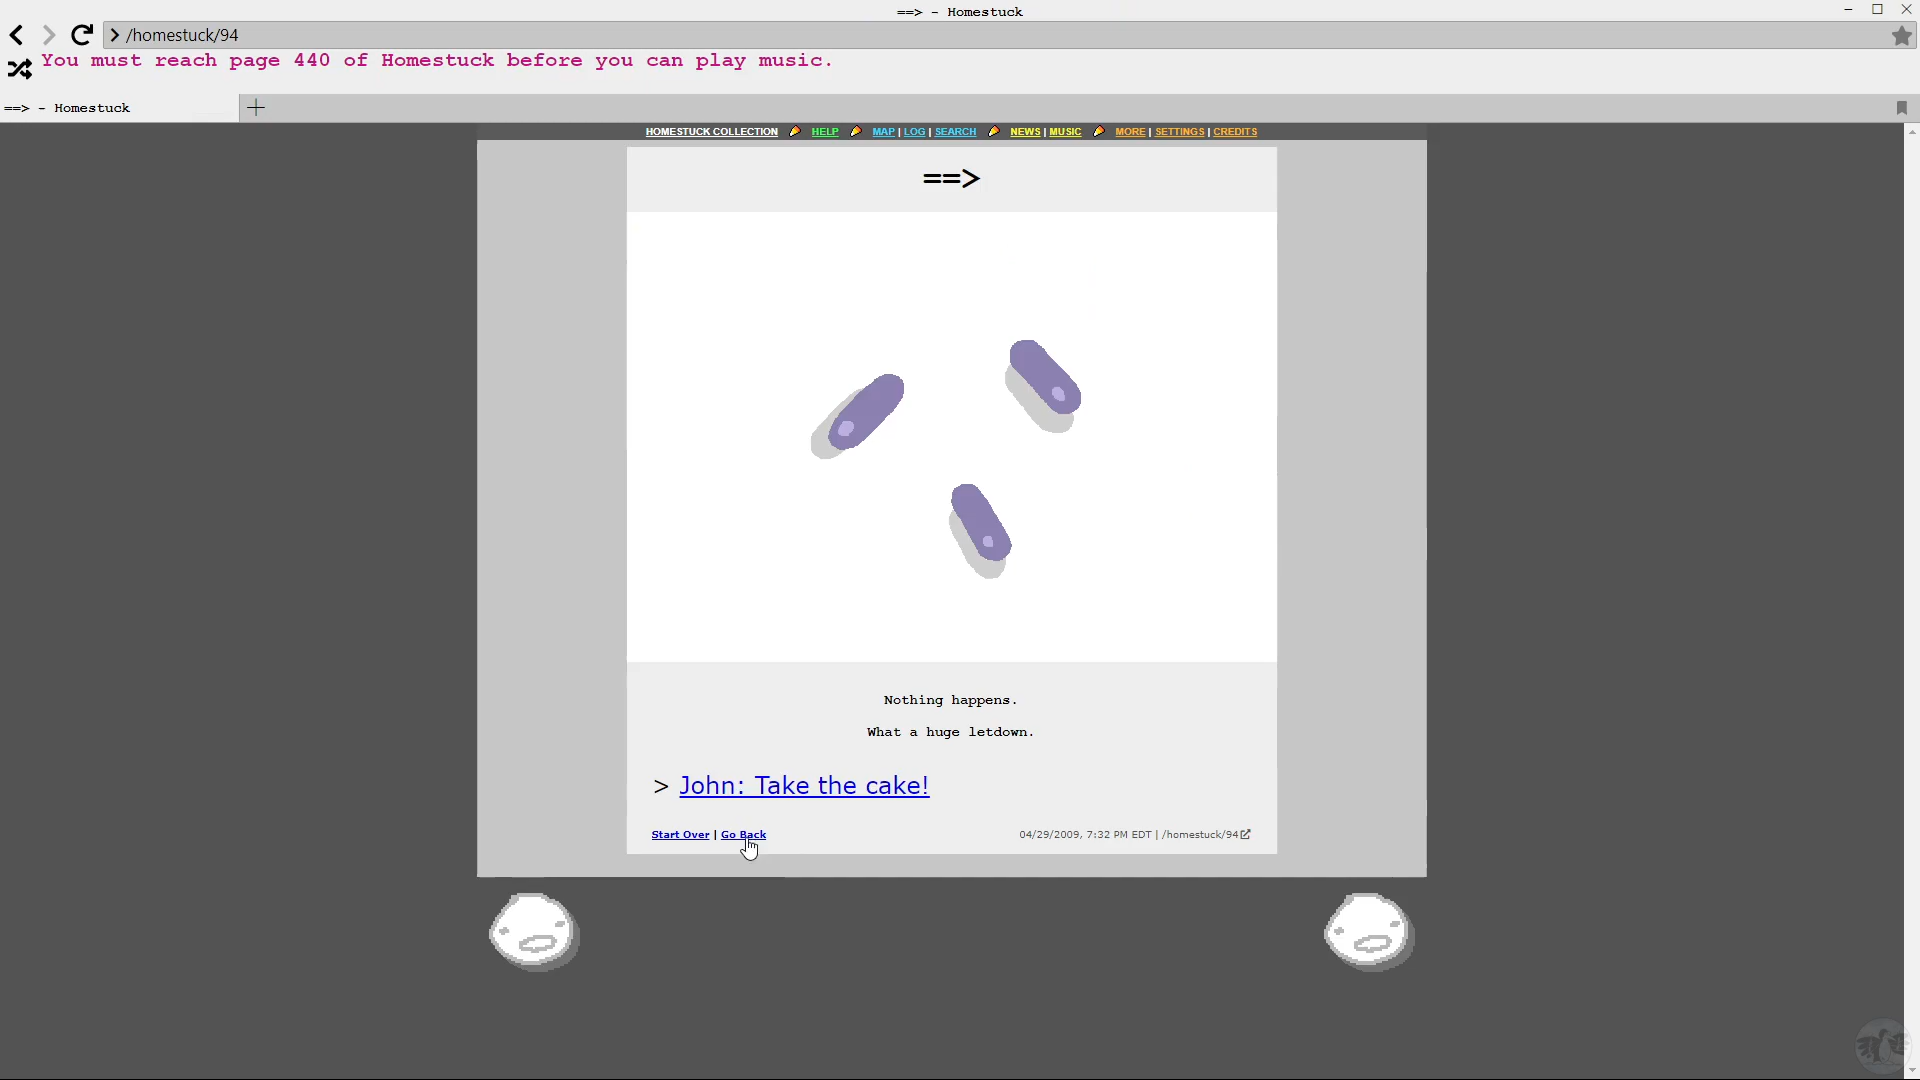 ==> - Homestuck
/homestuck/94
You must reach page 440 of Homestuck before you can play music.
==> - Homestuck
HOMESTUCK COLLECTION HELP MAP | LOG | SEARCH NEWS | MUSIC MORE | SETTINGS | CREDITS
==>
Nothing happens.
What a huge letdown.
> John: Take the cake!
Start Over | Go Back 04/29/2009, 7:32 PM EDT | /homestuck/94